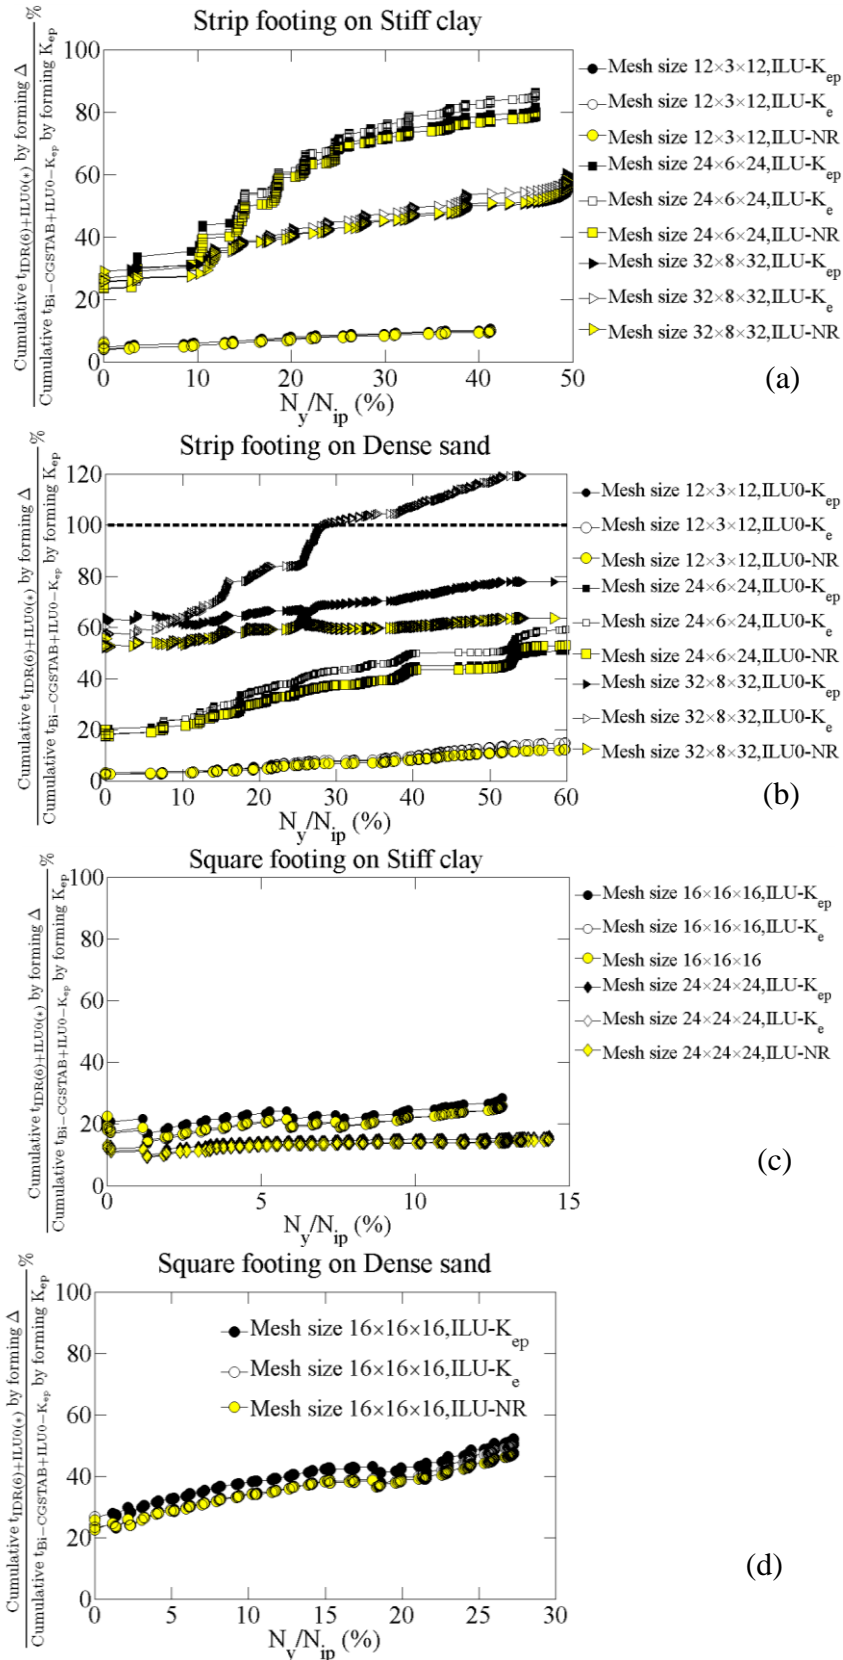 Strip footing on Stiff clay
Cumulative t_IDR(6)+ILU0(*) by forming Δ
Cumulative t_Bi−CGSTAB+ILU0−K_ep by forming K_ep
%
100
80
60
40
20
0
0
10
20
30
40
50
N_y/N_ip (%)
Mesh size 12×3×12,ILU-K_ep
Mesh size 12×3×12,ILU-K_e
Mesh size 12×3×12,ILU-NR
Mesh size 24×6×24,ILU-K_ep
Mesh size 24×6×24,ILU-K_e
Mesh size 24×6×24,ILU-NR
Mesh size 32×8×32,ILU-K_ep
Mesh size 32×8×32,ILU-K_e
Mesh size 32×8×32,ILU-NR
(a)
Strip footing on Dense sand
Cumulative t_IDR(6)+ILU0(*) by forming Δ
Cumulative t_Bi−CGSTAB+ILU0−K_ep by forming K_ep
%
120
100
80
60
40
20
0
0
10
20
30
40
50
60
N_y/N_ip (%)
Mesh size 12×3×12,ILU0-K_ep
Mesh size 12×3×12,ILU0-K_e
Mesh size 12×3×12,ILU0-NR
Mesh size 24×6×24,ILU0-K_ep
Mesh size 24×6×24,ILU0-K_e
Mesh size 24×6×24,ILU0-NR
Mesh size 32×8×32,ILU0-K_ep
Mesh size 32×8×32,ILU0-K_e
Mesh size 32×8×32,ILU0-NR
(b)
Square footing on Stiff clay
Cumulative t_IDR(6)+ILU0(*) by forming Δ
Cumulative t_Bi−CGSTAB+ILU0−K_ep by forming K_ep
%
100
80
60
40
20
0
0
5
10
15
N_y/N_ip (%)
Mesh size 16×16×16,ILU-K_ep
Mesh size 16×16×16,ILU-K_e
Mesh size 16×16×16
Mesh size 24×24×24,ILU-K_ep
Mesh size 24×24×24,ILU-K_e
Mesh size 24×24×24,ILU-NR
(c)
Square footing on Dense sand
Cumulative t_IDR(6)+ILU0(*) by forming Δ
Cumulative t_Bi−CGSTAB+ILU0−K_ep by forming K_ep
%
100
80
60
40
20
0
0
5
10
15
20
25
30
N_y/N_ip (%)
Mesh size 16×16×16,ILU-K_ep
Mesh size 16×16×16,ILU-K_e
Mesh size 16×16×16,ILU-NR
(d)